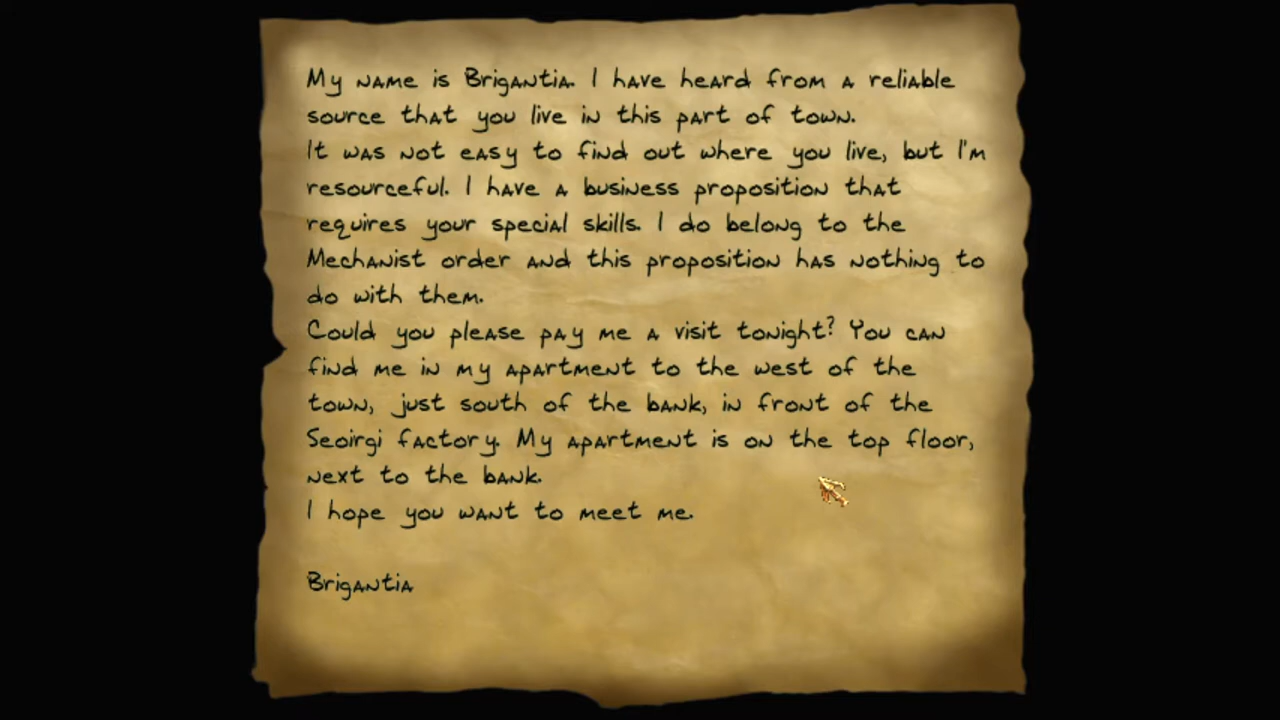 My name is Brigantia. I have heard from a reliable
source that you live in this part of town.
It was not easy to find out where you live, but I'm
resourceful. I have a business proposition that
requires your special skills. I do belong to the
Mechanist order and this proposition has nothing to
do with them.
Could you please pay me a visit tonight? You can
find me in my apartment to the west of the
town, just south of the bank, in front of the
Seoirgi factory. My apartment is on the top floor,
next to the bank.
I hope you want to meet me.
Brigantia